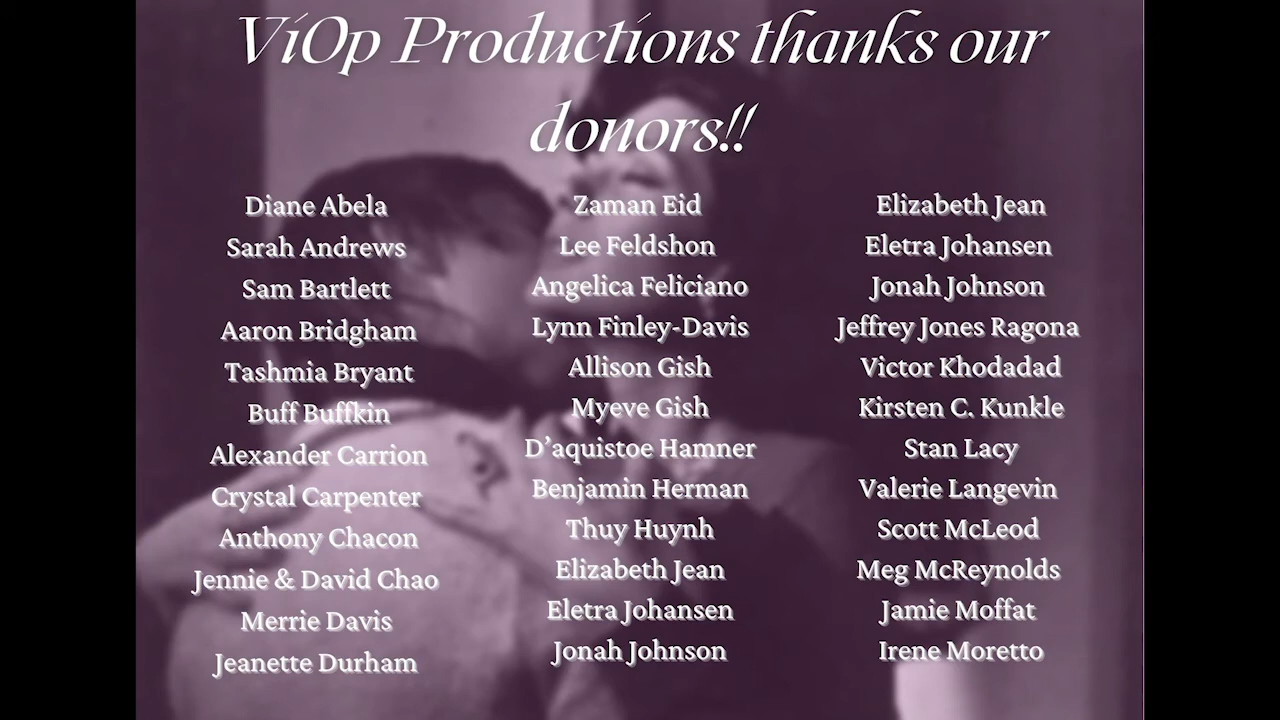 ViOp Productions thanks our
donors!!
Diane Abela
Sarah Andrews
Sam Bartlett
Aaron Bridgham
Tashmia Bryant
Buff Buffkin
Alexander Carrion
Crystal Carpenter
Anthony Chacon
Jennie & David Chao
Merrie Davis
Jeanette Durham
Zaman Eid
Lee Feldshon
Angelica Feliciano
Lynn Finley-Davis
Allison Gish
Myeve Gish
D’aquistoe Hamner
Benjamin Herman
Thuy Huynh
Elizabeth Jean
Eletra Johansen
Jonah Johnson
Elizabeth Jean
Eletra Johansen
Jonah Johnson
Jeffrey Jones Ragona
Victor Khodadad
Kirsten C. Kunkle
Stan Lacy
Valerie Langevin
Scott McLeod
Meg McReynolds
Jamie Moffat
Irene Moretto